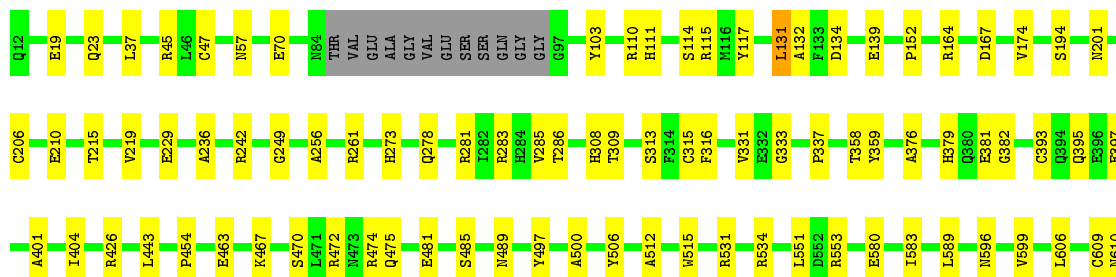 Q12 E19 Q23 L37 R45 L46 C47 N57 E70 N84 THR VAL GLU ALA GLY VAL GLU SER SER GLN GLY GLY G97 Y103 R110 H111 S114 R115 M116 Y117 L131 A132 F133 D134 E139 P152 R164 D167 V174 S194 N201
C206 E210 T215 V219 E229 A236 R242 G249 A256 R261 H273 Q278 R281 I282 R283 H284 V285 T286 H308 T309 S313 F314 C315 F316 V331 E332 G333 P337 T358 Y359 A376 H379 Q380 E381 G382 C393 Q394 Q395 E396
A401 I404 R426 L443 P454 E463 K467 S470 L471 R472 N473 R474 Q475 E481 S485 N489 Y497 A500 Y506 A512 W515 R531 R534 L551 D552 R553 E580 I583 L589 N596 V599 L606 C609